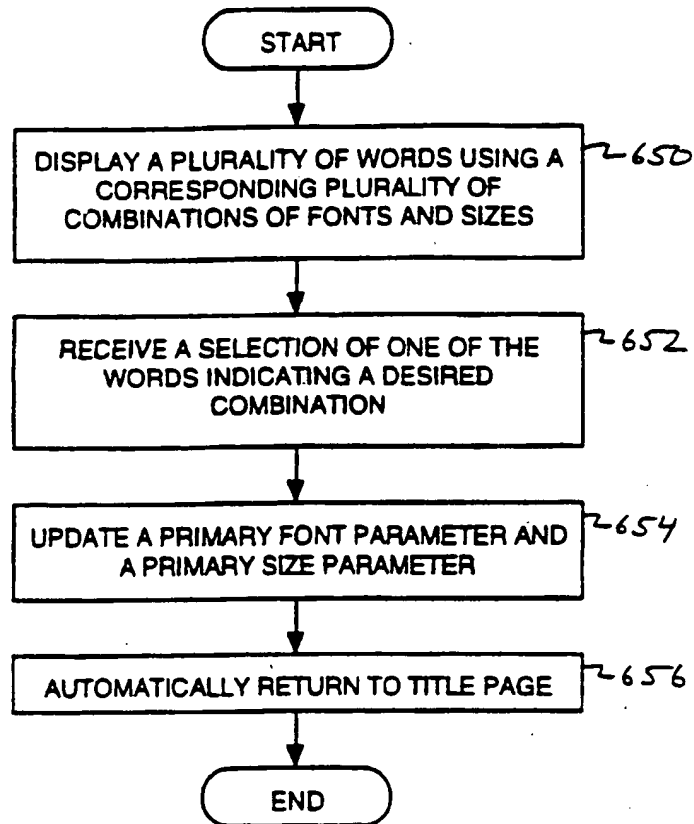 START
DISPLAY A PLURALITY OF WORDS USING A 650
CORRESPONDING PLURALITY OF
COMBINATIONS OF FONTS AND SIZES
RECEIVE A SELECTION OF ONE OF THE 652
WORDS INDICATING A DESIRED
COMBINATION
UPDATE A PRIMARY FONT PARAMETER AND 654
A PRIMARY SIZE PARAMETER
AUTOMATICALLY RETURN TO TITLE PAGE 656
END